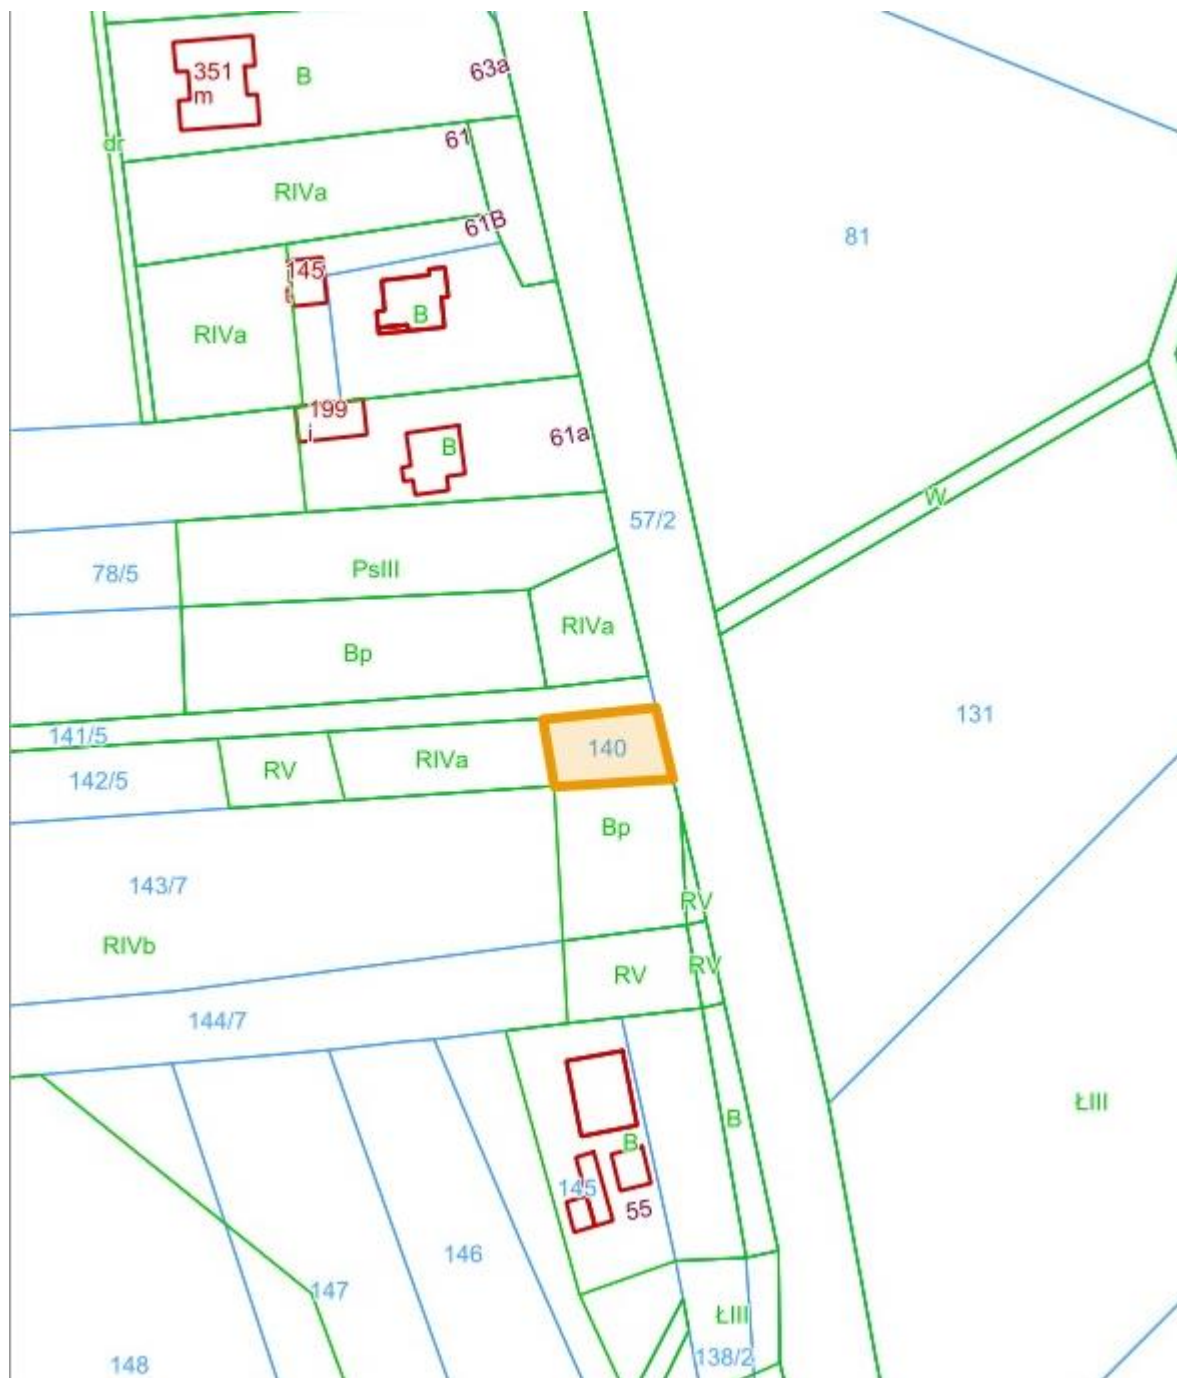 63a
351
m
B
dr
61
RIVa
61B
81
145
t
B
RIVa
199
i
61a
B
W
57/2
PsIII
78/5
RIVa
Bp
131
141/5
140
RIVa
RV
142/5
Bp
143/7
RV
RIVb
RV
RV
144/7
ŁIII
B
B
145
55
146
147
ŁIII
138/2
148